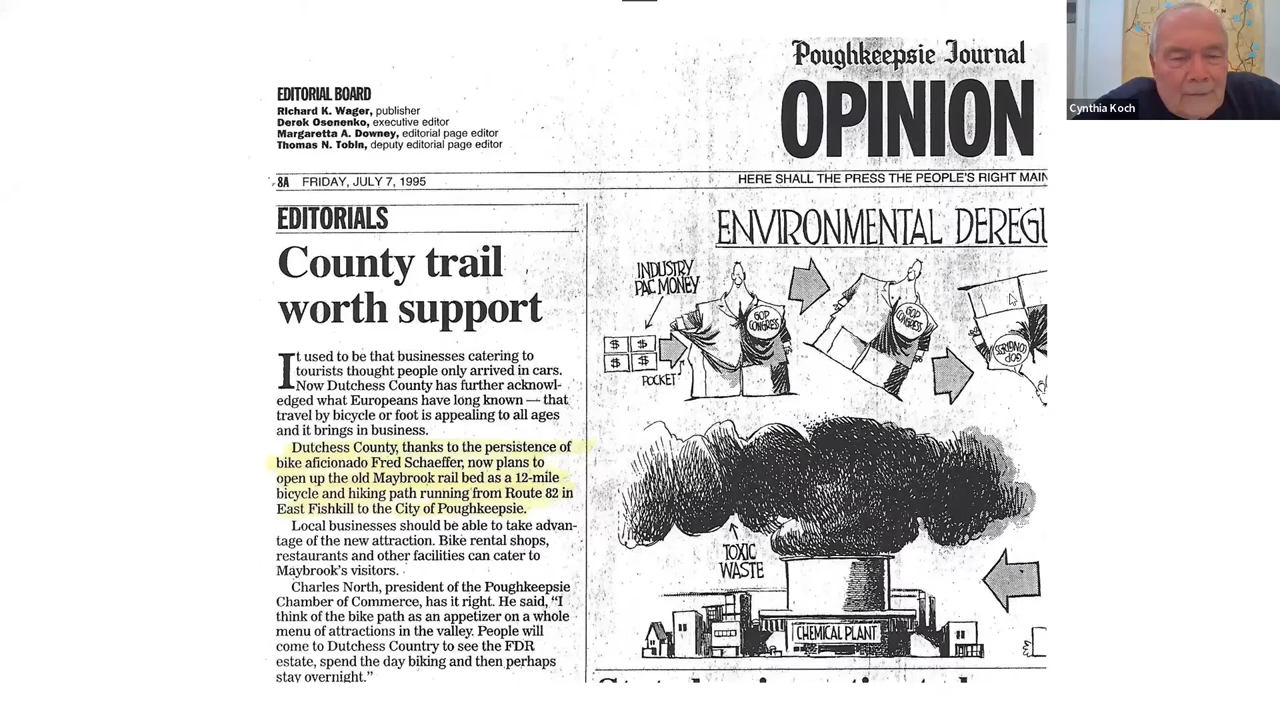 Poughkeepsie Journal
OPINION
Cynthia Koch
EDITORIAL BOARD
Richard K. Wager, publisher
Derek Osenenko, executive editor
Margaretta A. Downey, editorial page editor
Thomas N. Tobin, deputy editorial page editor
8A FRIDAY, JULY 7, 1995
HERE SHALL THE PRESS THE PEOPLE'S RIGHT MAIN
EDITORIALS
County trail
worth support
It used to be that businesses catering to
tourists thought people only arrived in cars.
Now Dutchess County has further acknowl-
edged what Europeans have long known — that
travel by bicycle or foot is appealing to all ages
and it brings in business.
Dutchess County, thanks to the persistence of
bike aficionado Fred Schaeffer, now plans to
open up the old Maybrook rail bed as a 12-mile
bicycle and hiking path running from Route 82 in
East Fishkill to the City of Poughkeepsie.
Local businesses should be able to take advan-
tage of the new attraction. Bike rental shops,
restaurants and other facilities can cater to
Maybrook's visitors.
Charles North, president of the Poughkeepsie
Chamber of Commerce, has it right. He said, “I
think of the bike path as an appetizer on a whole
menu of attractions in the valley. People will
come to Dutchess Country to see the FDR
estate, spend the day biking and then perhaps
stay overnight.”
ENVIRONMENTAL DEREGU
INDUSTRY
PAC MONEY
$ $
$ $
POCKET
GOP
CONGRESS
GOP
CONGRESS
GOP
CONGRESS
TOXIC
WASTE
CHEMICAL PLANT